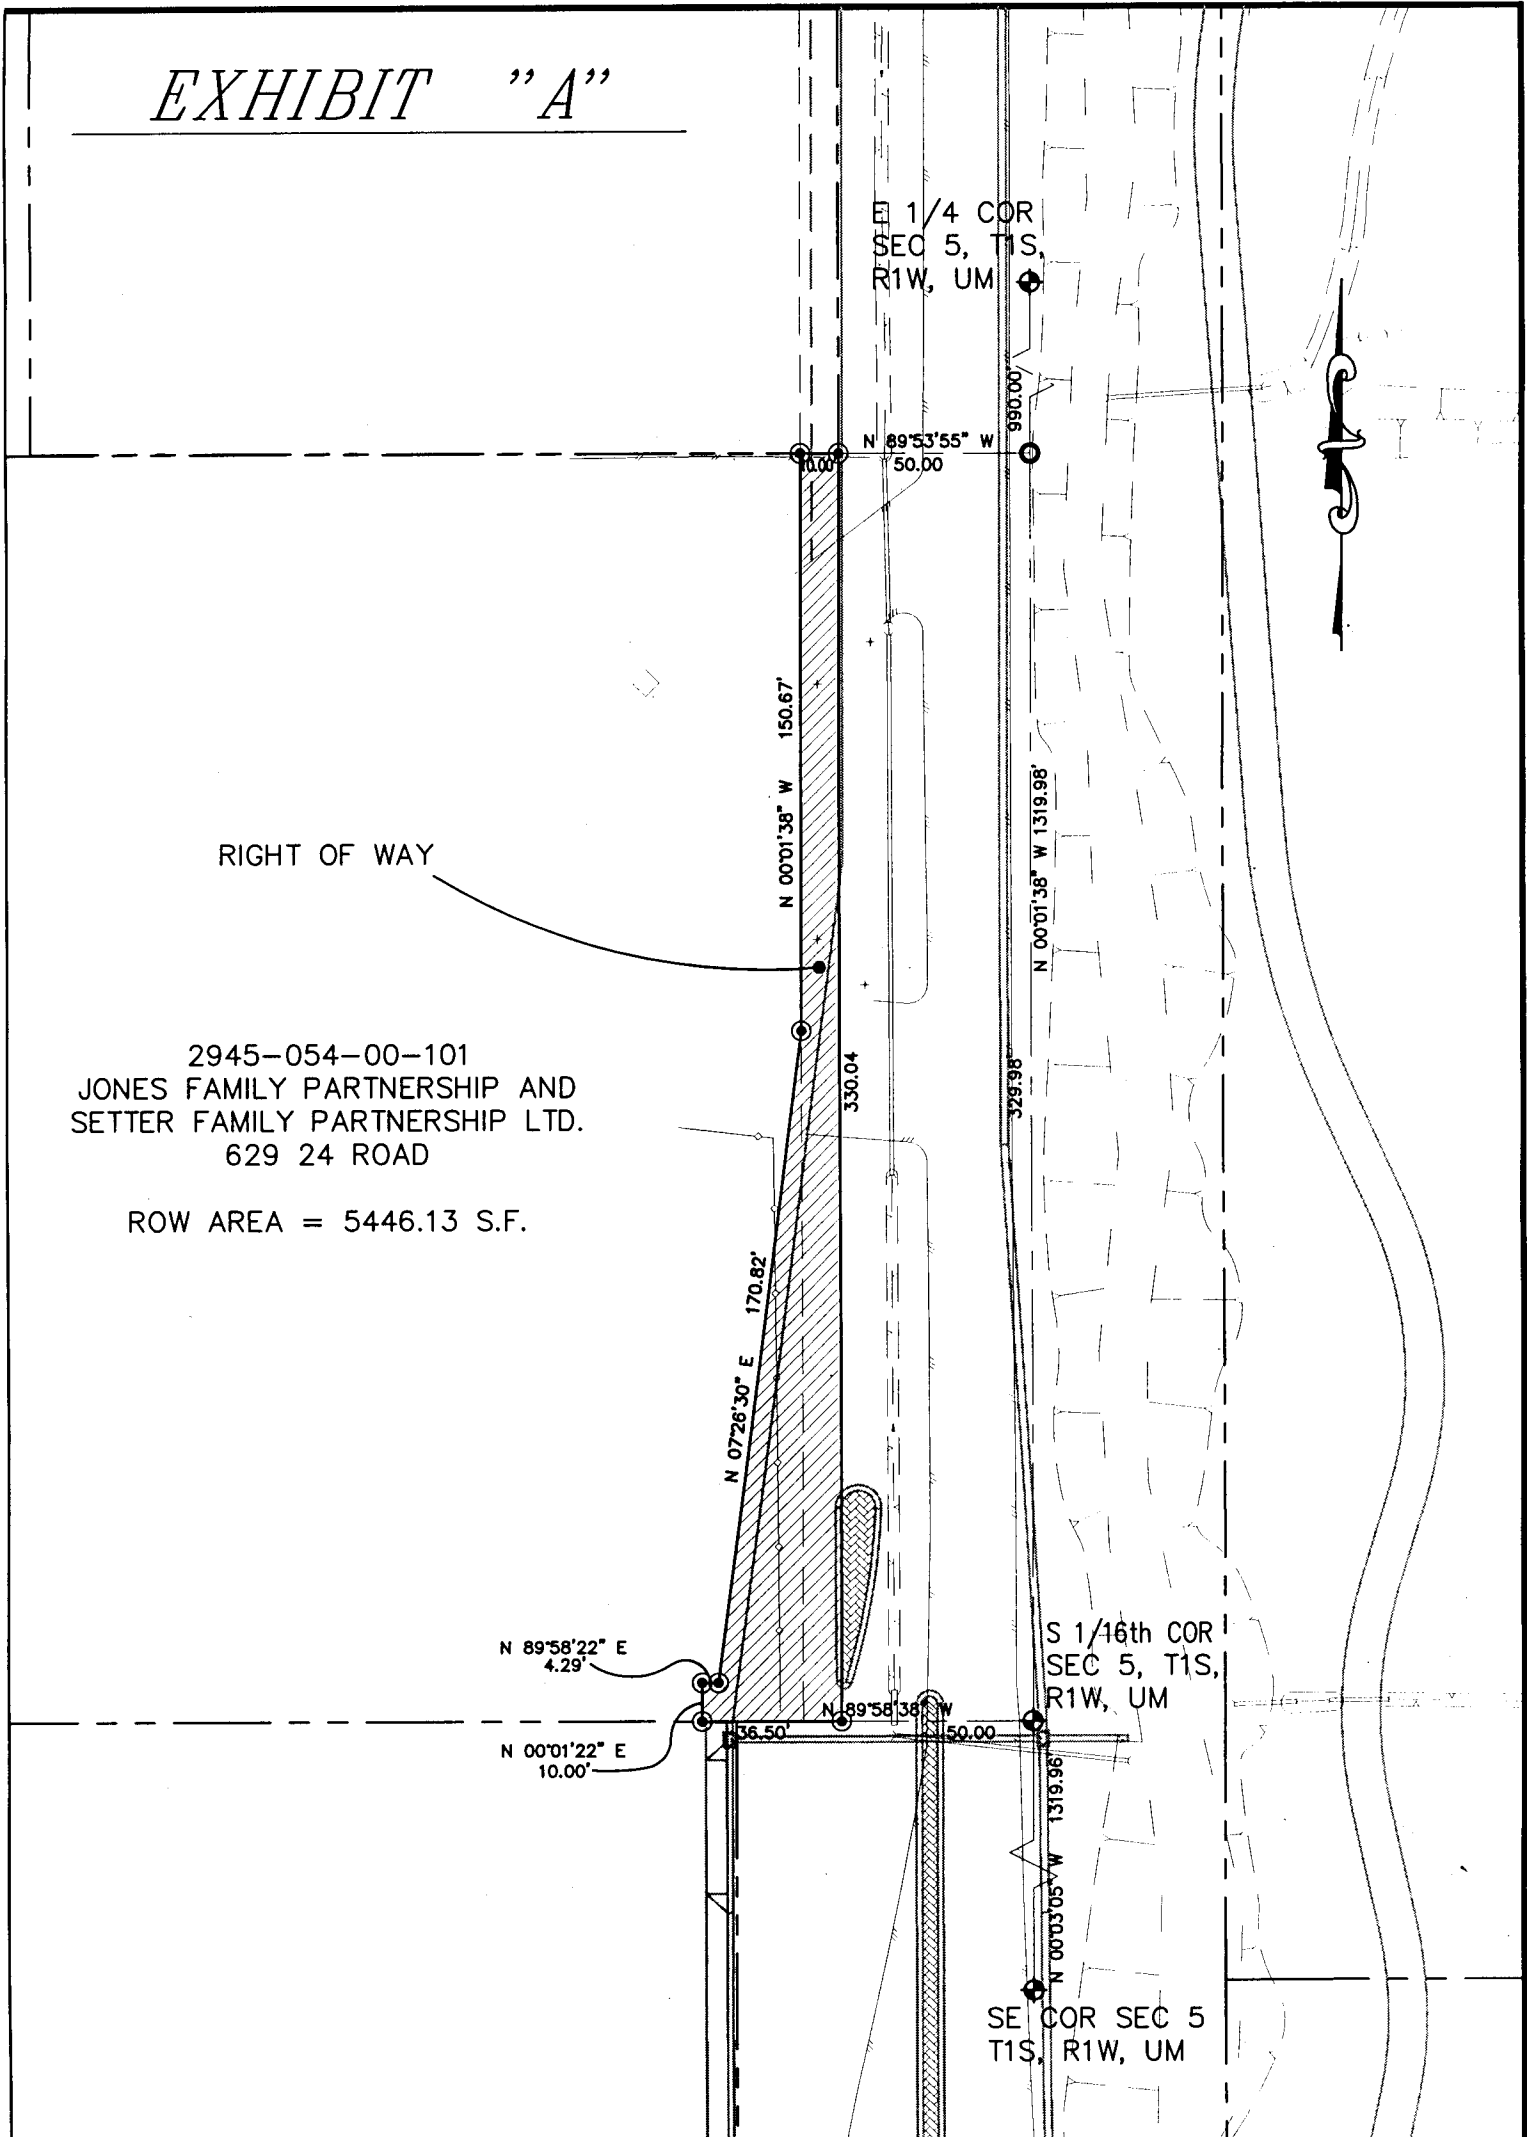 EXHIBIT "A"
E 1/4 COR
SEC 5, T1S,
R1W, UM
990.00'
N 89°53'55" W
10.00'
50.00
N 00°01'38" W 150.67'
N 00°01'38" W 1319.98'
RIGHT OF WAY
2945-054-00-101
JONES FAMILY PARTNERSHIP AND
SETTER FAMILY PARTNERSHIP LTD.
629 24 ROAD
ROW AREA = 5446.13 S.F.
330.04
329.98'
N 07°26'30" E 170.82'
N 89°58'22" E
4.29'
S 1/16th COR
SEC 5, T1S,
R1W, UM
N 89°58'38" W
36.50'
50.00
N 00°01'22" E
10.00'
N 00°03'05" W 1319.96'
SE COR SEC 5
T1S, R1W, UM